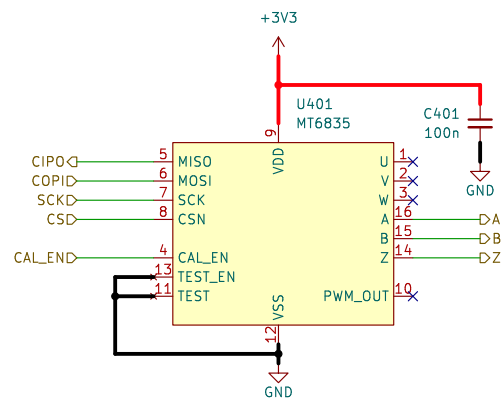 +3V3
U401
MT6835
C401
100n
GND
9
VDD
CIPO 5 MISO
COPI 6 MOSI
SCK 7 SCK
CS 8 CSN
CAL_EN 4 CAL_EN
13 TEST_EN
11 TEST
U 1
V 2
W 3
A 16 A
B 15 B
Z 14 Z
PWM_OUT 10
VSS
12
GND